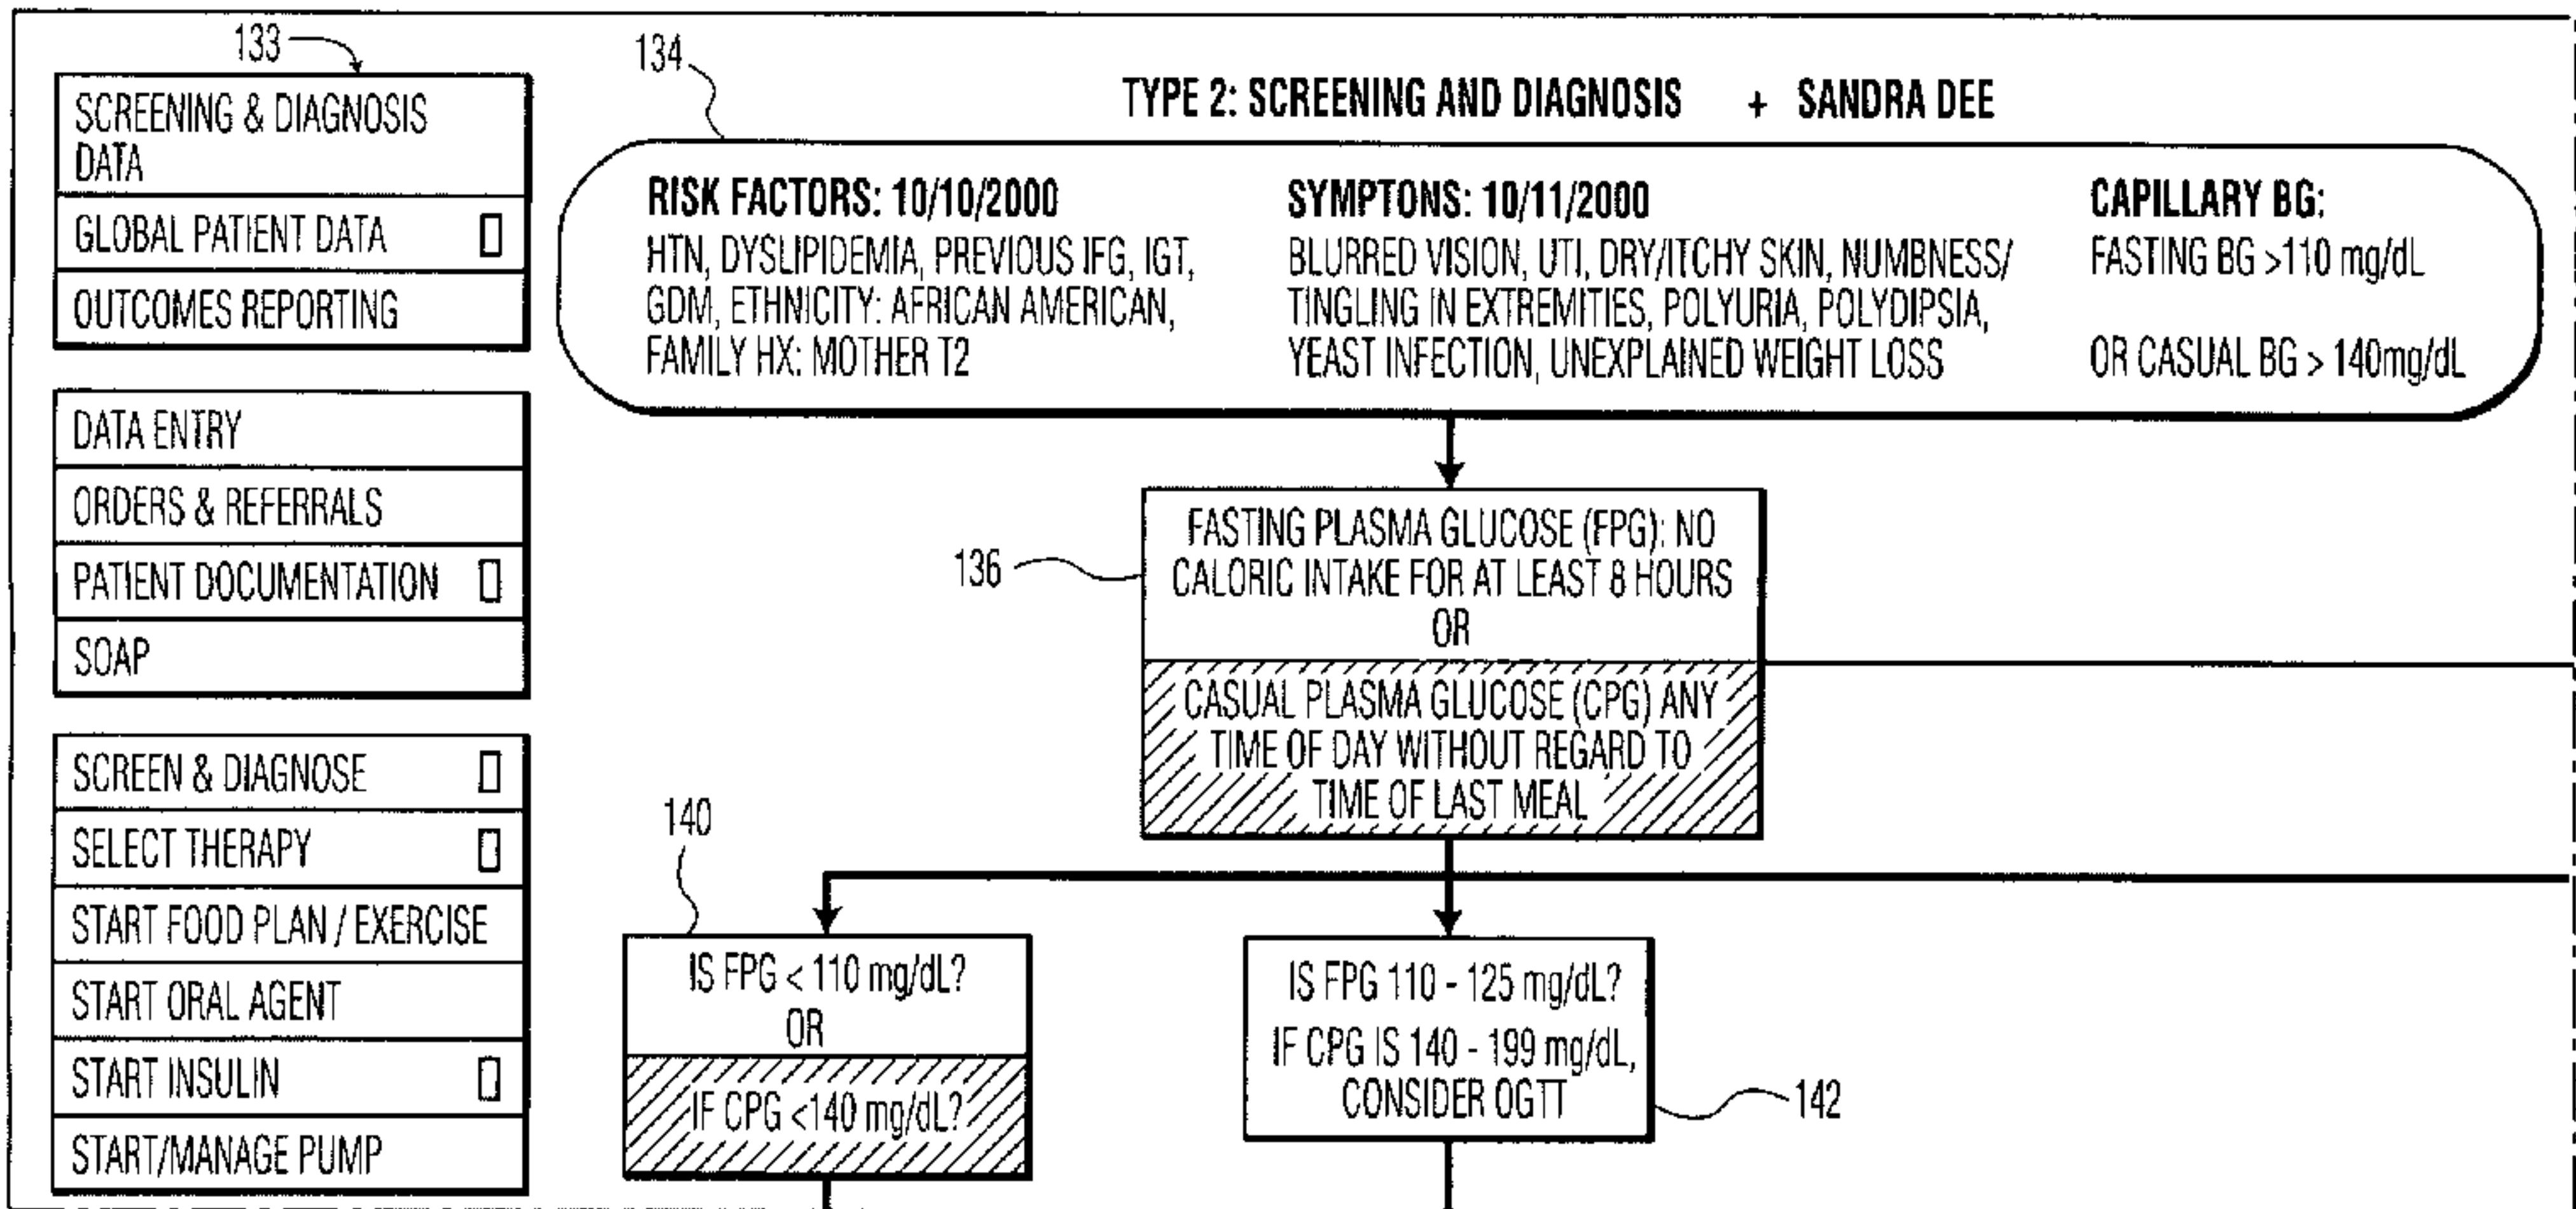 133
SCREENING & DIAGNOSIS
DATA
GLOBAL PATIENT DATA
OUTCOMES REPORTING
DATA ENTRY
ORDERS & REFERRALS
PATIENT DOCUMENTATION
SOAP
SCREEN & DIAGNOSE
SELECT THERAPY
START FOOD PLAN / EXERCISE
START ORAL AGENT
START INSULIN
START/MANAGE PUMP
134
TYPE 2: SCREENING AND DIAGNOSIS + SANDRA DEE
RISK FACTORS: 10/10/2000
HTN, DYSLIPIDEMIA, PREVIOUS IFG, IGT,
GDM, ETHNICITY: AFRICAN AMERICAN,
FAMILY HX: MOTHER T2
SYMPTONS: 10/11/2000
BLURRED VISION, UTI, DRY/ITCHY SKIN, NUMBNESS/
TINGLING IN EXTREMITIES, POLYURIA, POLYDIPSIA,
YEAST INFECTION, UNEXPLAINED WEIGHT LOSS
CAPILLARY BG:
FASTING BG >110 mg/dL
OR CASUAL BG > 140mg/dL
136
FASTING PLASMA GLUCOSE (FPG): NO
CALORIC INTAKE FOR AT LEAST 8 HOURS
OR
CASUAL PLASMA GLUCOSE (CPG) ANY
TIME OF DAY WITHOUT REGARD TO
TIME OF LAST MEAL
140
IS FPG < 110 mg/dL?
OR
IF CPG <140 mg/dL?
IS FPG 110 - 125 mg/dL?
IF CPG IS 140 - 199 mg/dL,
CONSIDER OGTT
142